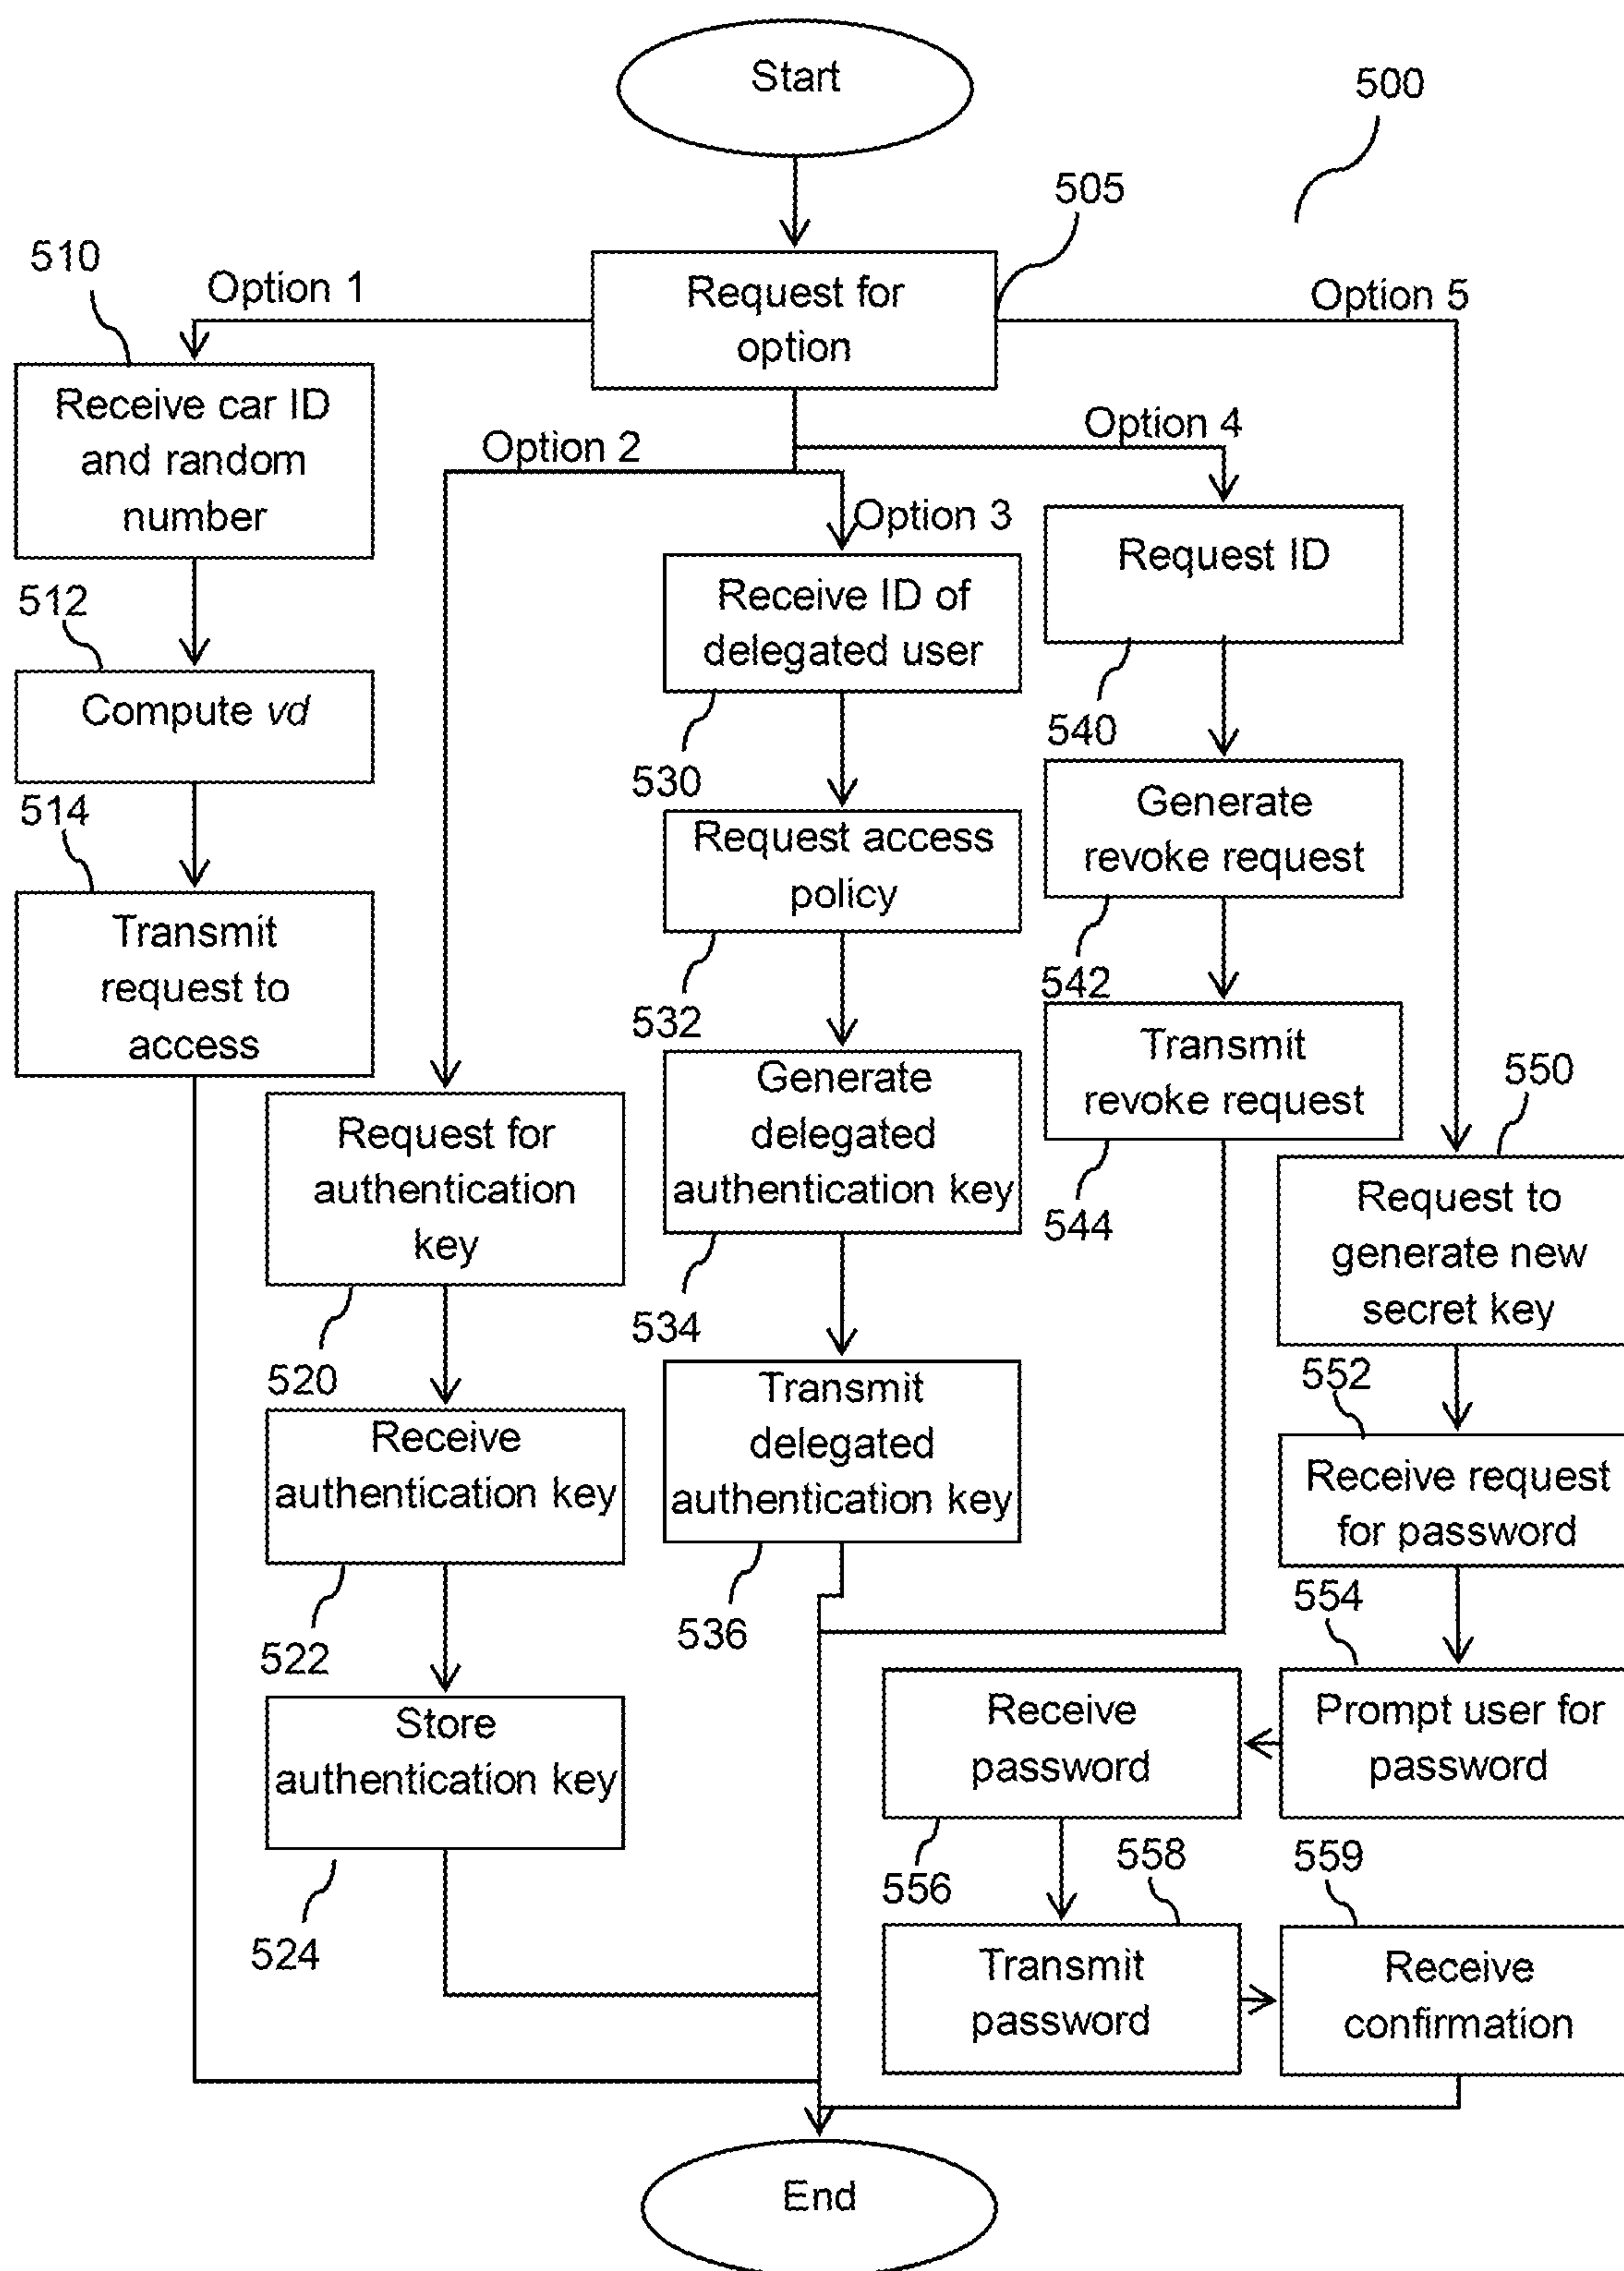 Start
500
505
Request for
option
510
Option 1
Receive car ID
and random
number
512
Compute vd
514
Transmit
request to
access
Option 2
Request for
authentication
key
520
Receive
authentication key
522
Store
authentication key
524
Option 3
Receive ID of
delegated user
530
Request access
policy
532
Generate
delegated
authentication key
534
Transmit
delegated
authentication key
536
Option 4
Request ID
540
Generate
revoke request
542
Transmit
revoke request
544
Option 5
550
Request to
generate new
secret key
552
Receive request
for password
554
Prompt user for
password
Receive
password
556
558
Transmit
password
559
Receive
confirmation
End